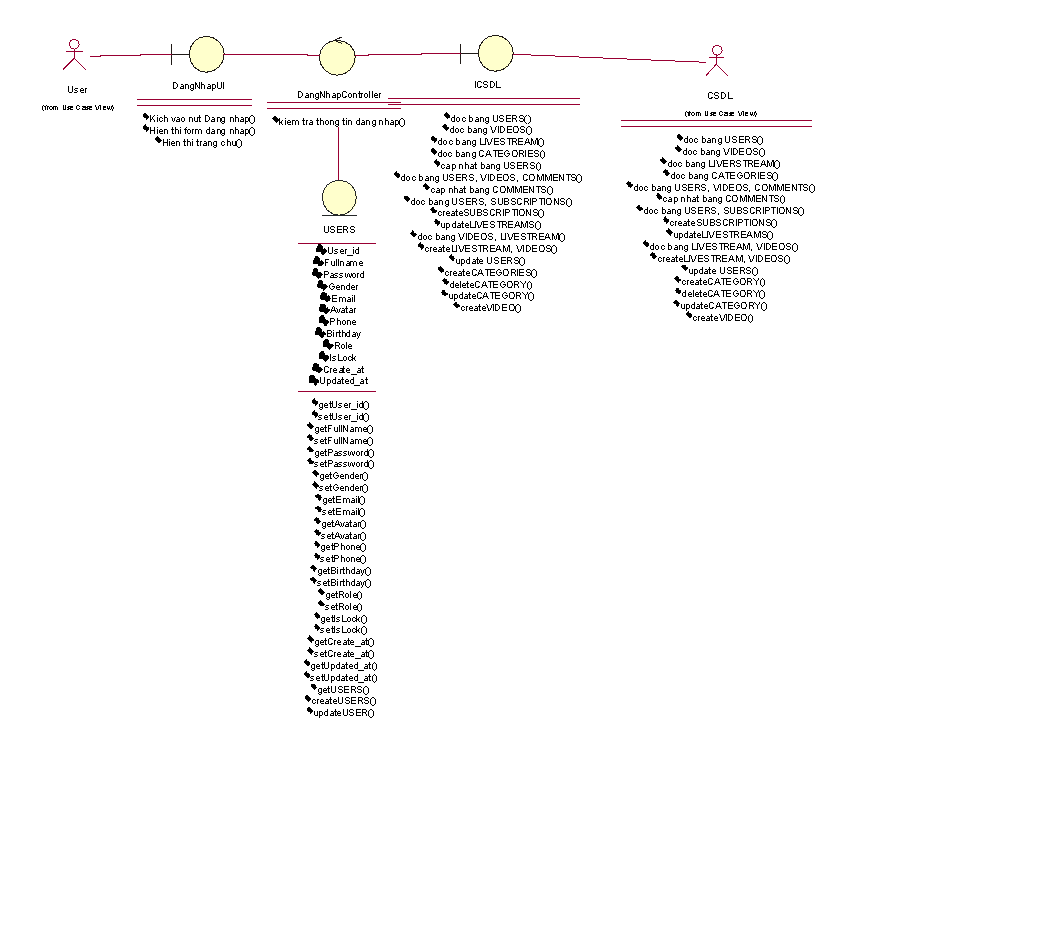 User
(from Use Case View)
DangNhapUI
Kich vao nut Dang nhap()
Hien thi form dang nhap()
Hien thi trang chu()
DangNhapController
kiem tra thong tin dang nhap()
USERS
User_id
Fullname
Password
Gender
Email
Avatar
Phone
Birthday
Role
IsLock
Create_at
Updated_at
getUser_id()
setUser_id()
getFullName()
setFullName()
getPassword()
setPassword()
getGender()
setGender()
getEmail()
setEmail()
getAvatar()
setAvatar()
getPhone()
setPhone()
getBirthday()
setBirthday()
getRole()
setRole()
getIsLock()
setIsLock()
getCreate_at()
setCreate_at()
getUpdated_at()
setUpdated_at()
getUSERS()
createUSERS()
updateUSER()
ICSDL
doc bang USERS()
doc bang VIDEOS()
doc bang LIVESTREAM()
doc bang CATEGORIES()
cap nhat bang USERS()
doc bang USERS, VIDEOS, COMMENTS()
cap nhat bang COMMENTS()
doc bang USERS, SUBSCRIPTIONS()
createSUBSCRIPTIONS()
updateLIVESTREAMS()
doc bang VIDEOS, LIVESTREAM()
createLIVESTREAM, VIDEOS()
update USERS()
createCATEGORIES()
deleteCATEGORY()
updateCATEGORY()
createVIDEO()
CSDL
(from Use Case View)
doc bang USERS()
doc bang VIDEOS()
doc bang LIVERSTREAM()
doc bang CATEGORIES()
doc bang USERS, VIDEOS, COMMENTS()
cap nhat bang COMMENTS()
doc bang USERS, SUBSCRIPTIONS()
createSUBSCRIPTIONS()
updateLIVESTREAMS()
doc bang LIVESTREAM, VIDEOS()
createLIVESTREAM, VIDEOS()
update USERS()
createCATEGORY()
deleteCATEGORY()
updateCATEGORY()
createVIDEO()